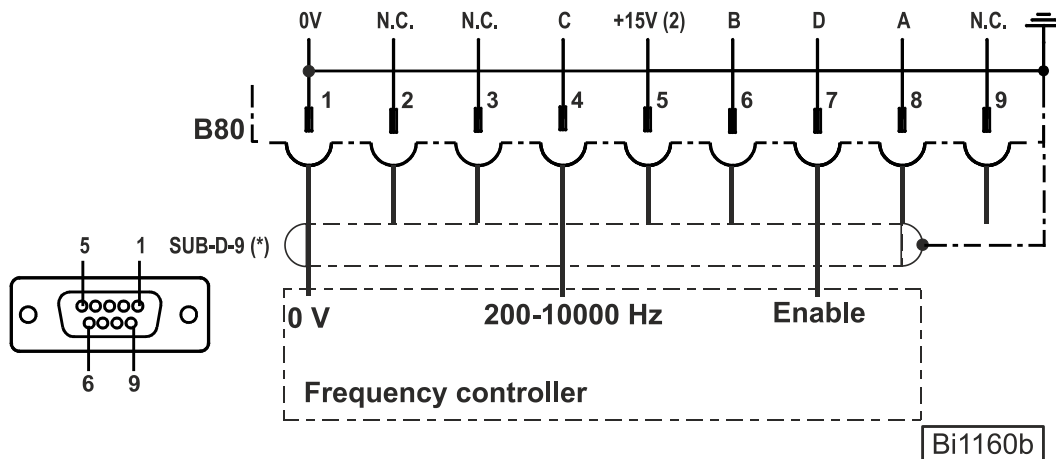 0V N.C. N.C. C +15V (2) B D A N.C.
1 2 3 4 5 6 7 8 9
B80
5 1 SUB-D-9 (*)
0 V 200-10000 Hz Enable
6 9
Frequency controller
Bi1160b